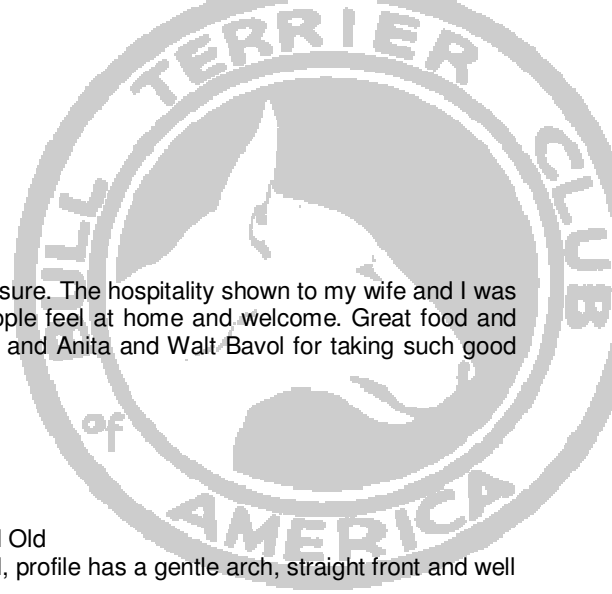 BULL TERRIER CLUB
of
AMERICA
sure. The hospitality shown to my wife and I was
ople feel at home and welcome. Great food and
and Anita and Walt Bavol for taking such good
Old
, profile has a gentle arch, straight front and well